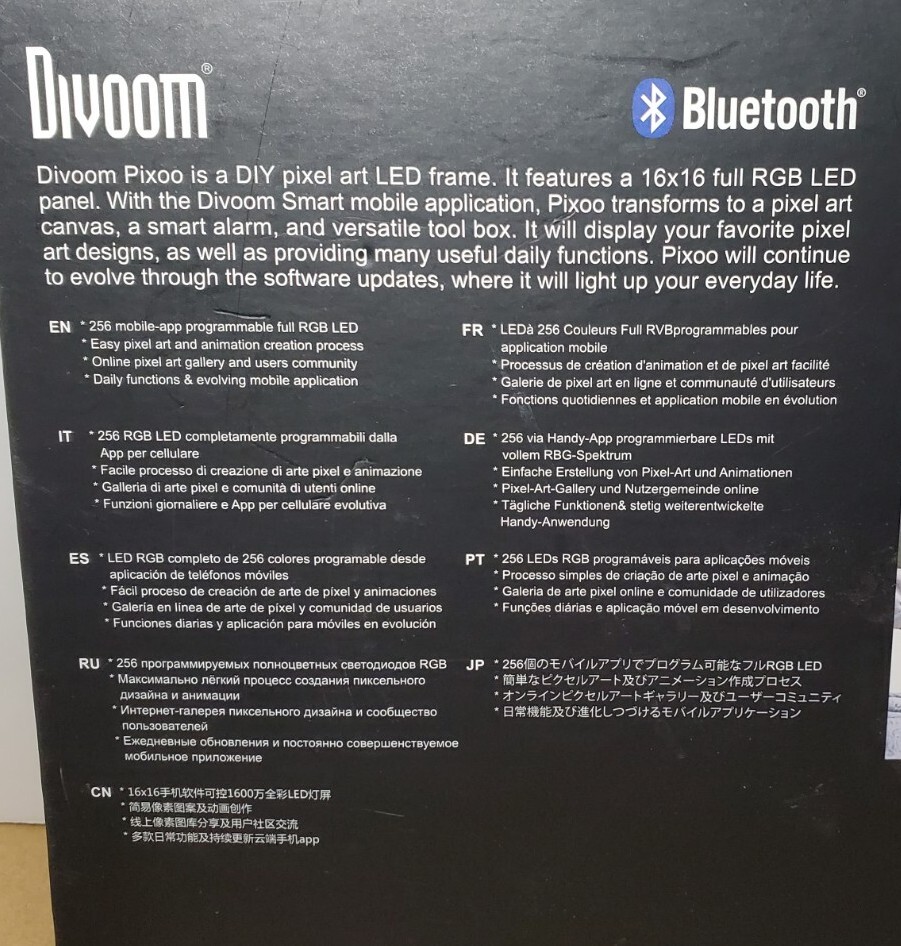 Divoom®
Bluetooth®
Divoom Pixoo is a DIY pixel art LED frame. It features a 16x16 full RGB LED
panel. With the Divoom Smart mobile application, Pixoo transforms to a pixel art
canvas, a smart alarm, and versatile tool box. It will display your favorite pixel
art designs, as well as providing many useful daily functions. Pixoo will continue
to evolve through the software updates, where it will light up your everyday life.
EN * 256 mobile-app programmable full RGB LED
* Easy pixel art and animation creation process
* Online pixel art gallery and users community
* Daily functions & evolving mobile application
FR * LEDà 256 Couleurs Full RVBprogrammables pour
application mobile
* Processus de création d'animation et de pixel art facilité
* Galerie de pixel art en ligne et communauté d'utilisateurs
* Fonctions quotidiennes et application mobile en évolution
IT * 256 RGB LED completamente programmabili dalla
App per cellulare
* Facile processo di creazione di arte pixel e animazione
* Galleria di arte pixel e comunità di utenti online
* Funzioni giornaliere e App per cellulare evolutiva
DE * 256 via Handy-App programmierbare LEDs mit
vollem RBG-Spektrum
* Einfache Erstellung von Pixel-Art und Animationen
* Pixel-Art-Gallery und Nutzergemeinde online
* Tägliche Funktionen& stetig weiterentwickelte
Handy-Anwendung
ES * LED RGB completo de 256 colores programable desde
aplicación de teléfonos móviles
* Fácil proceso de creación de arte de píxel y animaciones
* Galería en línea de arte de píxel y comunidad de usuarios
* Funciones diarias y aplicación para móviles en evolución
PT * 256 LEDs RGB programáveis para aplicações móveis
* Processo simples de criação de arte pixel e animação
* Galeria de arte pixel online e comunidade de utilizadores
* Funções diárias e aplicação móvel em desenvolvimento
RU * 256 программируемых полноцветных светодиодов RGB
* Максимально лёгкий процесс создания пиксельного
дизайна и анимации
* Интернет-галерея пиксельного дизайна и сообщество
пользователей
* Ежедневные обновления и постоянно совершенствуемое
мобильное приложение
JP * 256個のモバイルアプリでプログラム可能なフルRGB LED
* 簡単なピクセルアート及びアニメーション作成プロセス
* オンラインピクセルアートギャラリー及びユーザーコミュニティ
* 日常機能及び進化しつづけるモバイルアプリケーション
CN * 16x16手机软件可控1600万全彩LED灯屏
* 简易像素图案及动画创作
* 线上像素图库分享及用户社区交流
* 多款日常功能及持续更新云端手机app